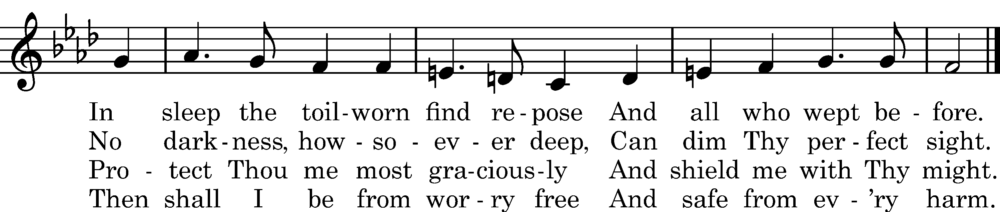 In sleep the toil-worn find re-pose And all who wept be - fore.
No dark-ness, how - so - ev - er deep, Can dim Thy per - fect sight.
Pro - tect Thou me most gra-cious-ly And shield me with Thy might.
Then shall I be from wor - ry free And safe from ev - ’ry harm.